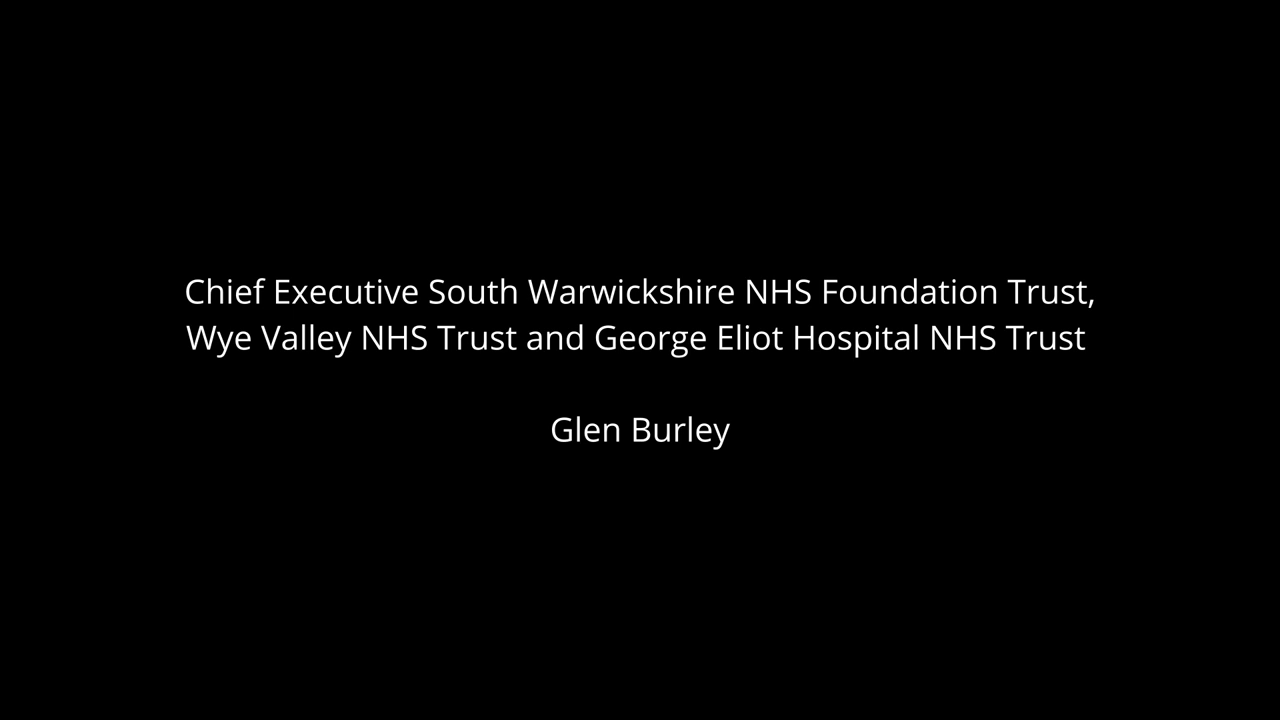 Chief Executive South Warwickshire NHS Foundation Trust,
Wye Valley NHS Trust and George Eliot Hospital NHS Trust
Glen Burley